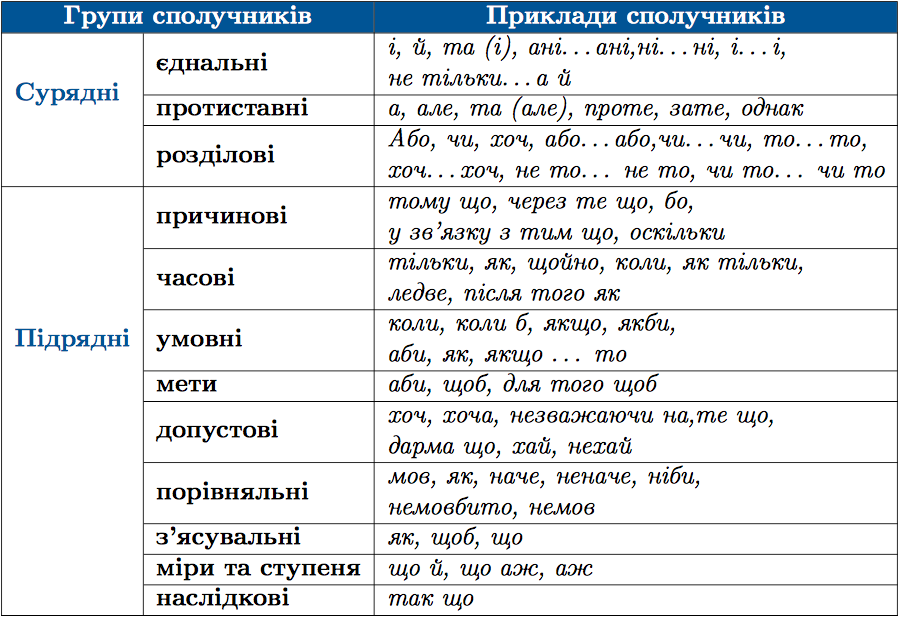 Групи сполучників Приклади сполучників
Сурядні
єднальні
і, й, та (і), ані...ані,ні...ні, і...і,
не тільки...а й
протиставні
а, але, та (але), проте, зате, однак
розділові
Або, чи, хоч, або...або,чи...чи, то...то,
хоч...хоч, не то... не то, чи то... чи то
Підрядні
причинові
тому що, через те що, бо,
у зв’язку з тим що, оскільки
часові
тільки, як, щойно, коли, як тільки,
ледве, після того як
умовні
коли, коли б, якщо, якби,
аби, як, якщо ... то
мети
аби, щоб, для того щоб
допустові
хоч, хоча, незважаючи на,те що,
дарма що, хай, нехай
порівняльні
мов, як, наче, неначе, ніби,
немовбито, немов
з’ясувальні
як, щоб, що
міри та ступеня
що й, що аж, аж
наслідкові
так що